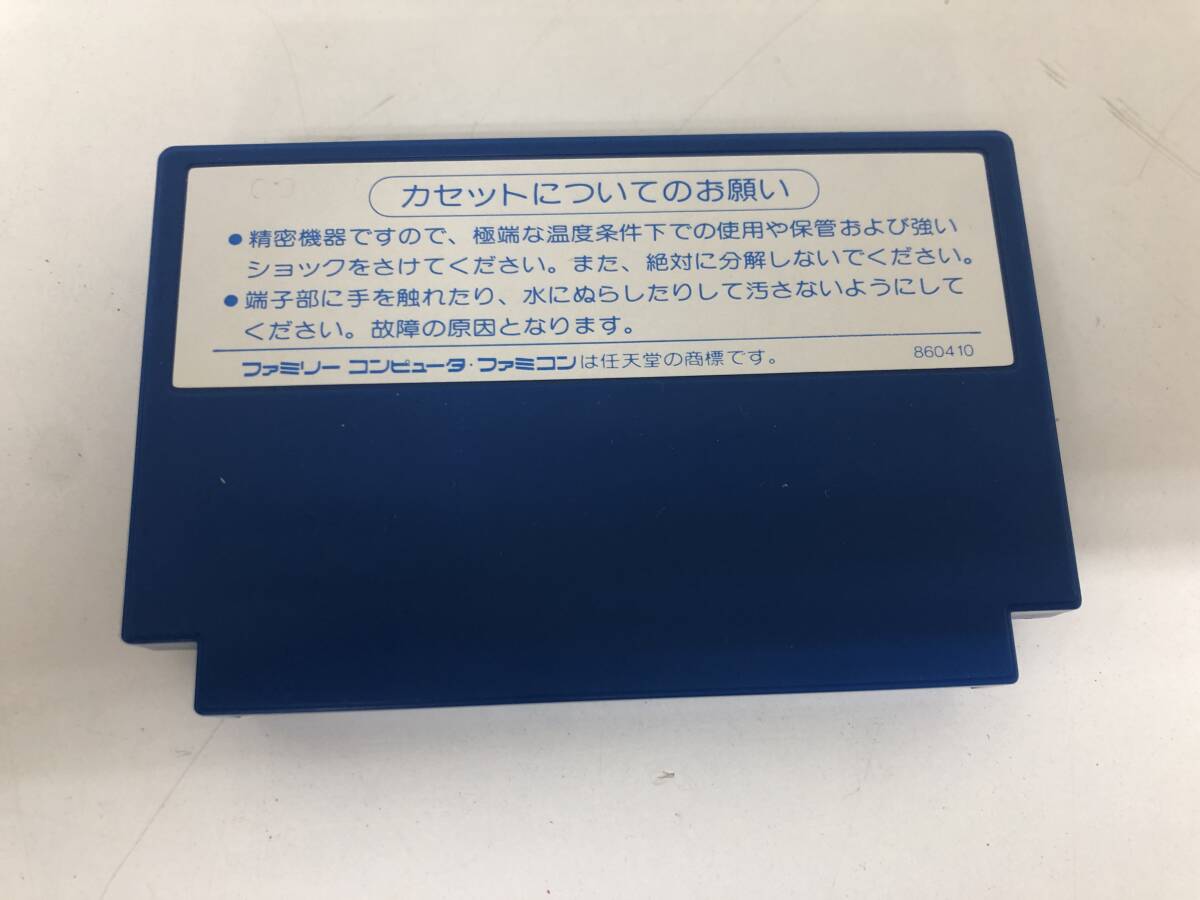 カセットについてのお願い
●精密機器ですので、極端な温度条件下での使用や保管および強い
ショックをさけてください。また、絶対に分解しないでください。
●端子部に手を触れたり、水にぬらしたりして汚さないようにして
ください。故障の原因となります。
ファミリー コンピュータ・ファミコンは任天堂の商標です。 860410